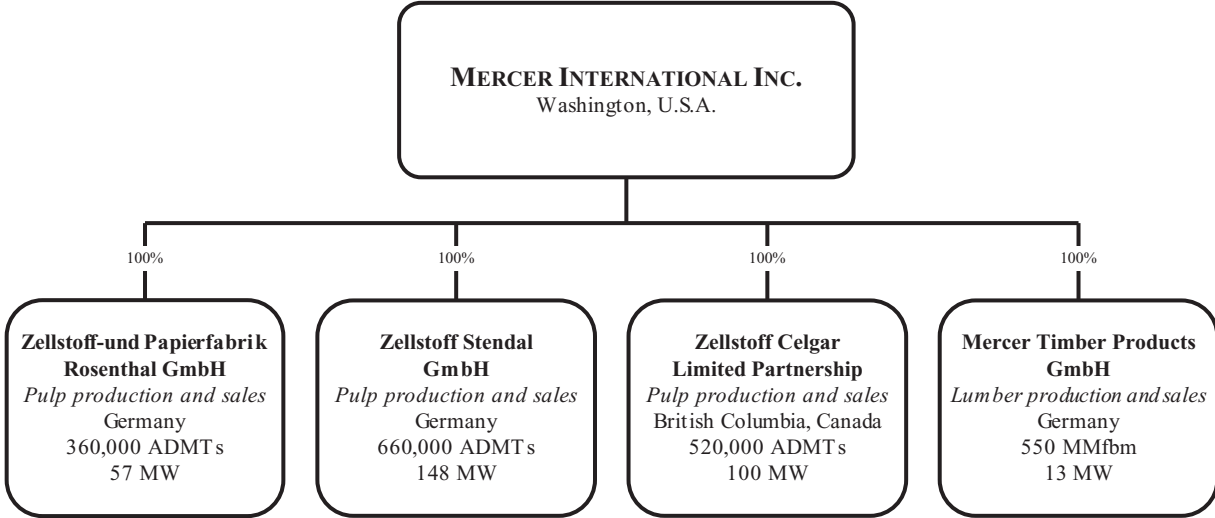 MERCER INTERNATIONAL INC.
Washington, U.S.A.
100%
100%
100%
100%
Zellstoff-und Papierfabrik
Rosenthal GmbH
Pulp production and sales
Germany
360,000 ADMTs
57 MW
Zellstoff Stendal
GmbH
Pulp production and sales
Germany
660,000 ADMTs
148 MW
Zellstoff Celgar
Limited Partnership
Pulp production and sales
British Columbia, Canada
520,000 ADMTs
100 MW
Mercer Timber Products
GmbH
Lumber production and sales
Germany
550 MMfbm
13 MW